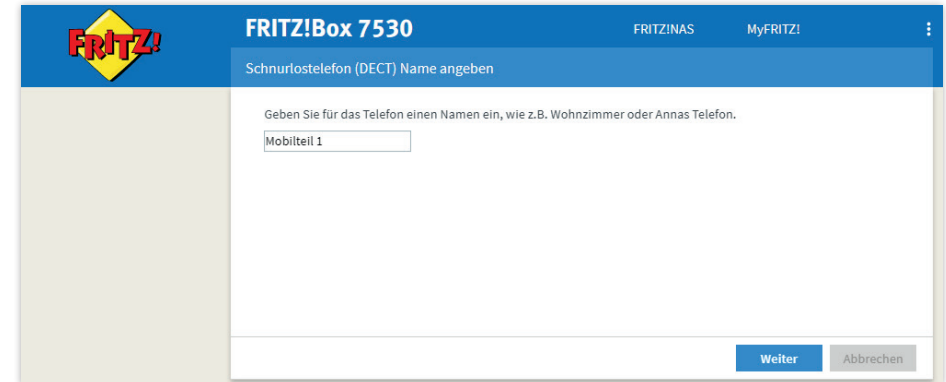 FRITZ!
FRITZ!Box 7530
FRITZ!NAS
MyFRITZ!
Schnurlostelefon (DECT) Name angeben
Geben Sie für das Telefon einen Namen ein, wie z.B. Wohnzimmer oder Annas Telefon.
Mobilteil 1
Weiter
Abbrechen